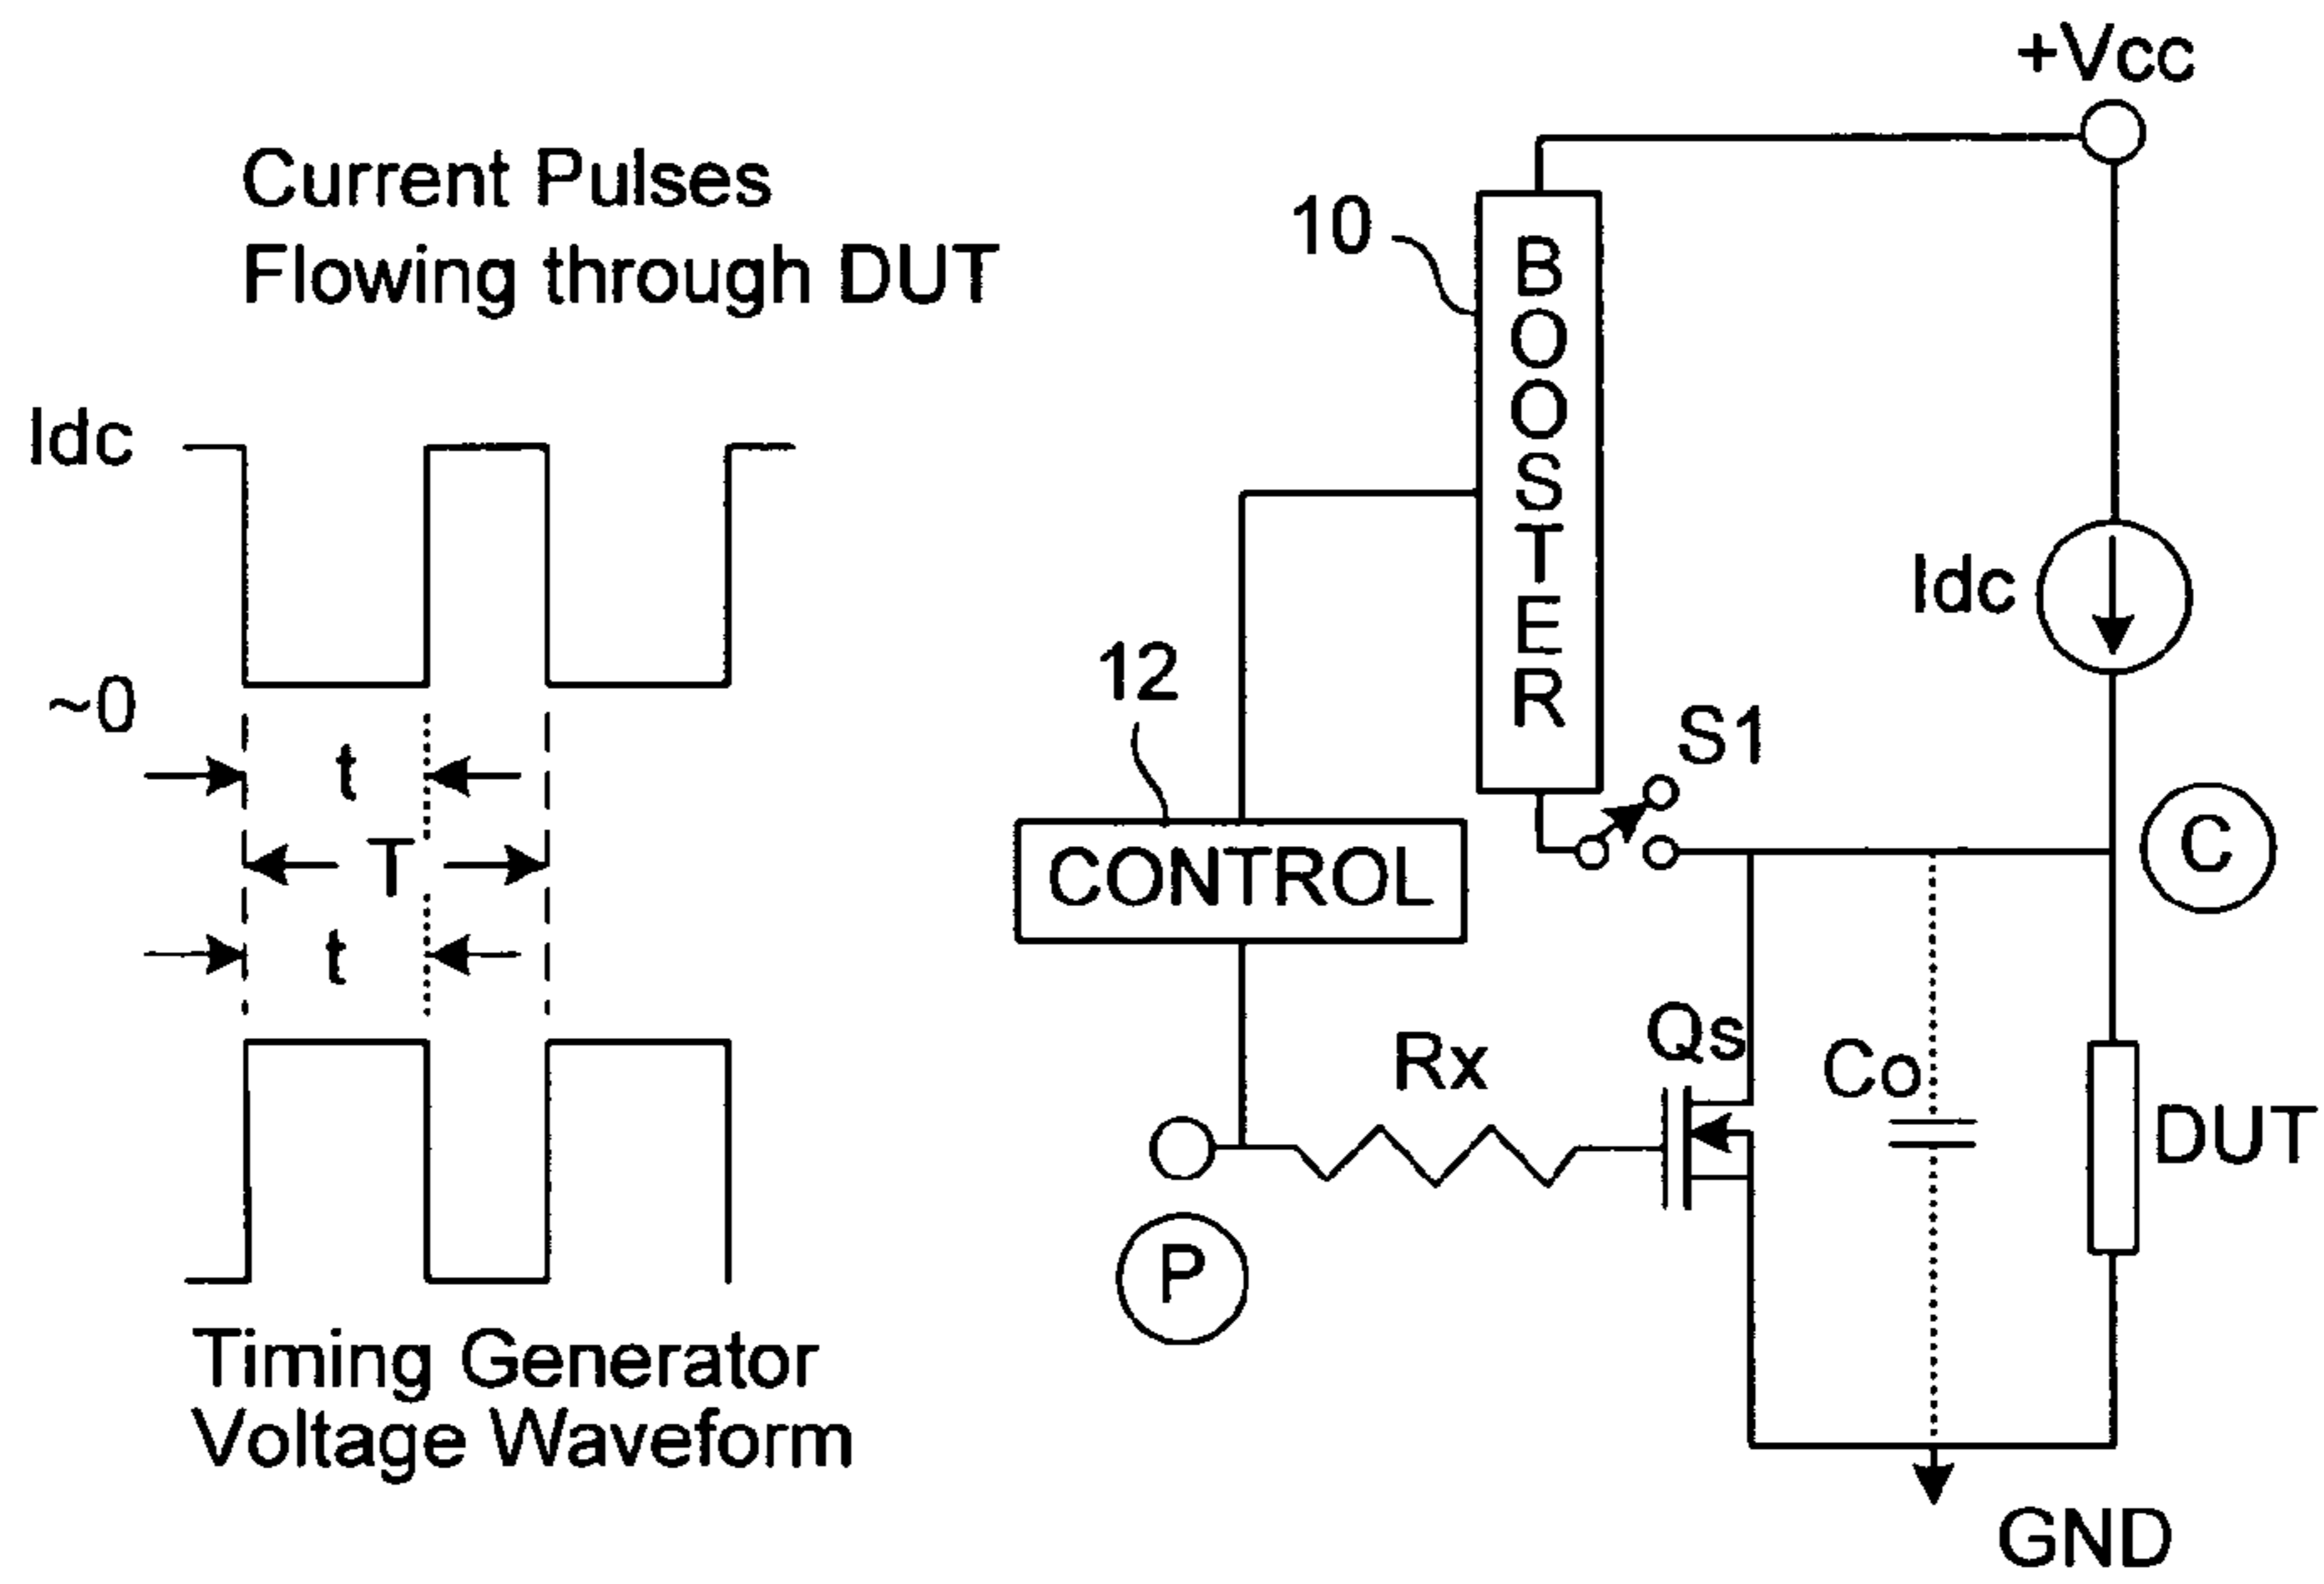 Current Pulses
Flowing through DUT
Idc
~0
t
T
t
Timing Generator
Voltage Waveform
+Vcc
10
BOOSTER
Idc
12
S1
CONTROL
C
Qs
Rx
Co
DUT
P
GND